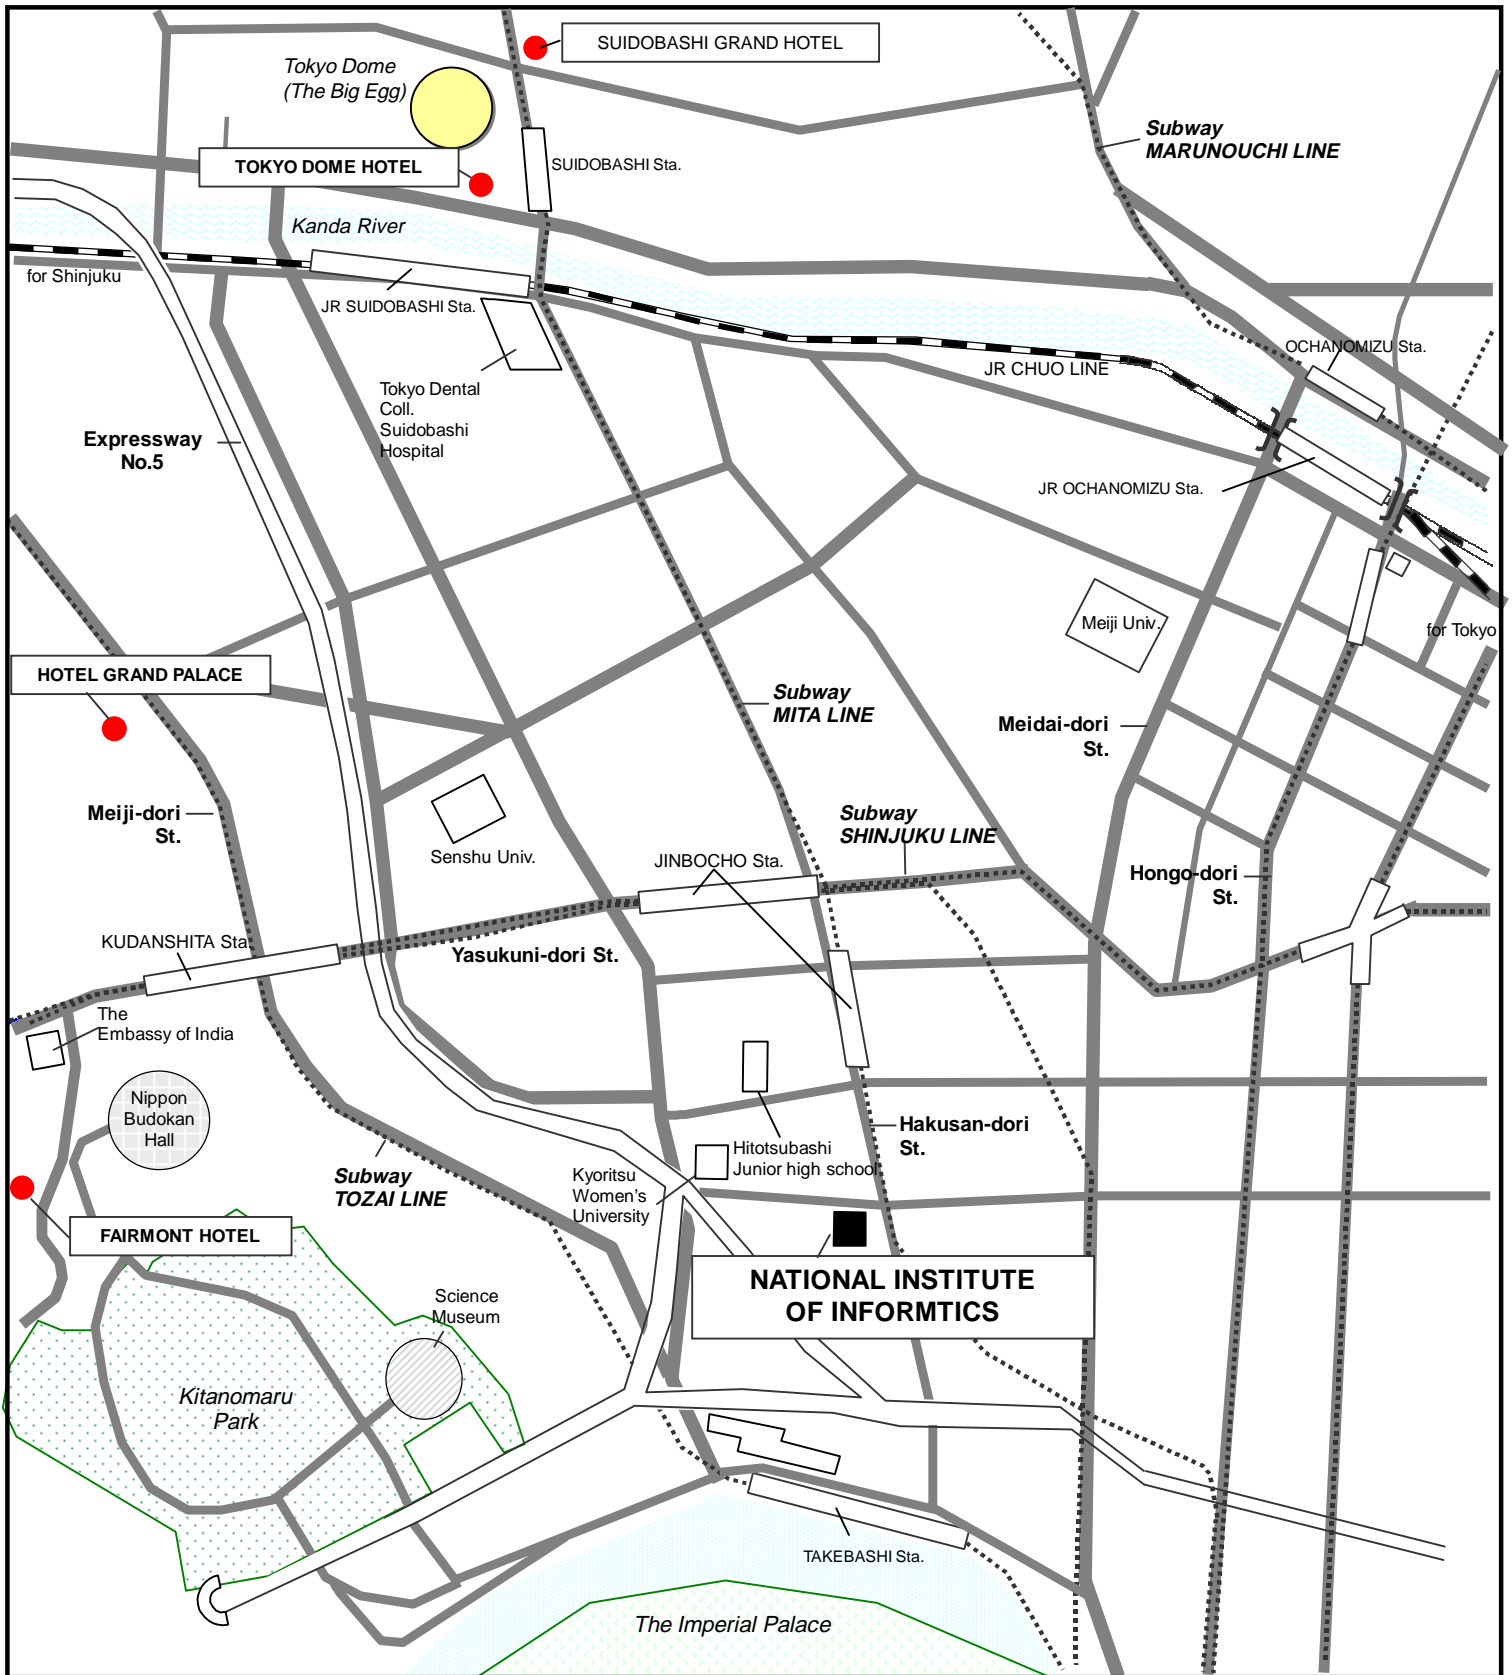 SUIDOBASHI GRAND HOTEL
Tokyo Dome
(The Big Egg)
Subway
MARUNOUCHI LINE
TOKYO DOME HOTEL
SUIDOBASHI Sta.
Kanda River
for Shinjuku
JR SUIDOBASHI Sta.
OCHANOMIZU Sta.
JR CHUO LINE
Tokyo Dental
Coll.
Suidobashi
Hospital
Expressway
No.5
JR OCHANOMIZU Sta.
Meiji Univ.
for Tokyo
HOTEL GRAND PALACE
Subway
MITA LINE
Meidai-dori
St.
Meiji-dori
St.
Subway
SHINJUKU LINE
Senshu Univ.
JINBOCHO Sta.
Hongo-dori
St.
KUDANSHITA Sta.
Yasukuni-dori St.
The
Embassy of India
Nippon
Budokan
Hall
Hakusan-dori
St.
Hitotsubashi
Junior high school
Subway
TOZAI LINE
Kyoritsu
Women's
University
FAIRMONT HOTEL
NATIONAL INSTITUTE
OF INFORMTICS
Science
Museum
Kitanomaru
Park
TAKEBASHI Sta.
The Imperial Palace